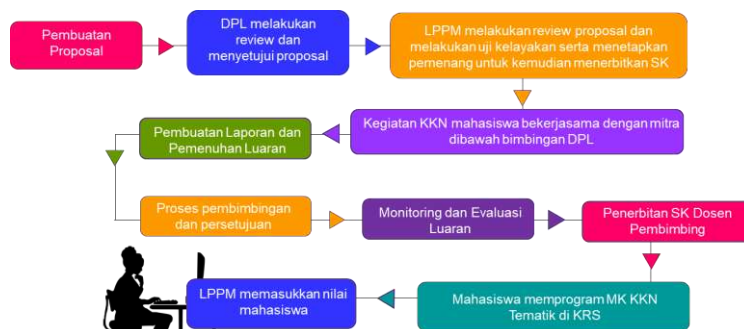 Pembuatan
Proposal
DPL melakukan
review dan
menyetujui proposal
LPPM melakukan review proposal dan
melakukan uji kelayakan serta menetapkan
pemenang untuk kemudian menerbitkan SK
Kegiatan KKN mahasiswa bekerjasama dengan mitra
dibawah bimbingan DPL
Pembuatan Laporan dan
Pemenuhan Luaran
Proses pembimbingan
dan persetujuan
Monitoring dan Evaluasi
Luaran
Penerbitan SK Dosen
Pembimbing
Mahasiswa memprogram MK KKN
Tematik di KRS
LPPM memasukkan nilai
mahasiswa